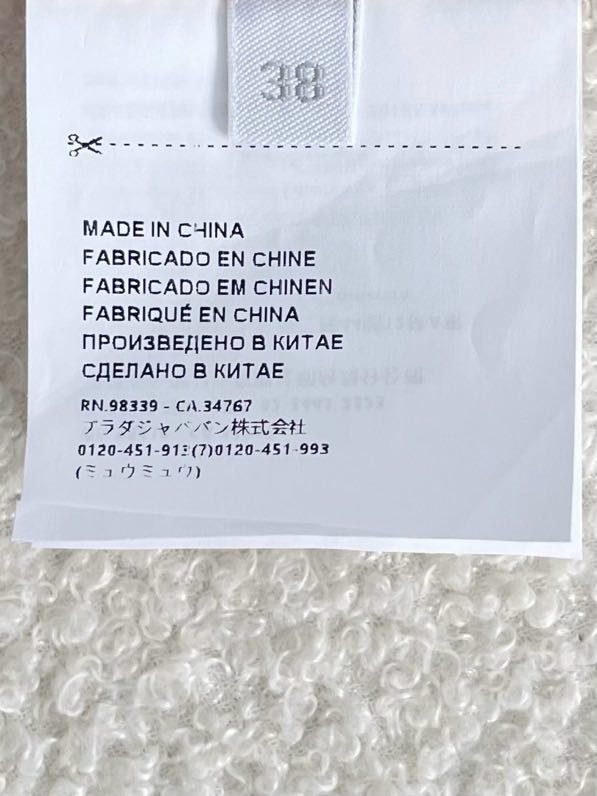 38
MADE IN CHINA
FABRICADO EN CHINE
FABRICADO EM CHINEN
FABRIQUÉ EN CHINA
ПРОИЗВЕДЕНО В КИТАЕ
СДЕЛАНО В КИТАЕ
RN.98339 - CA.34767
プラダジャパパン株式会社
0120-451-913(7)0120-451-993
(ミュウミュウ)